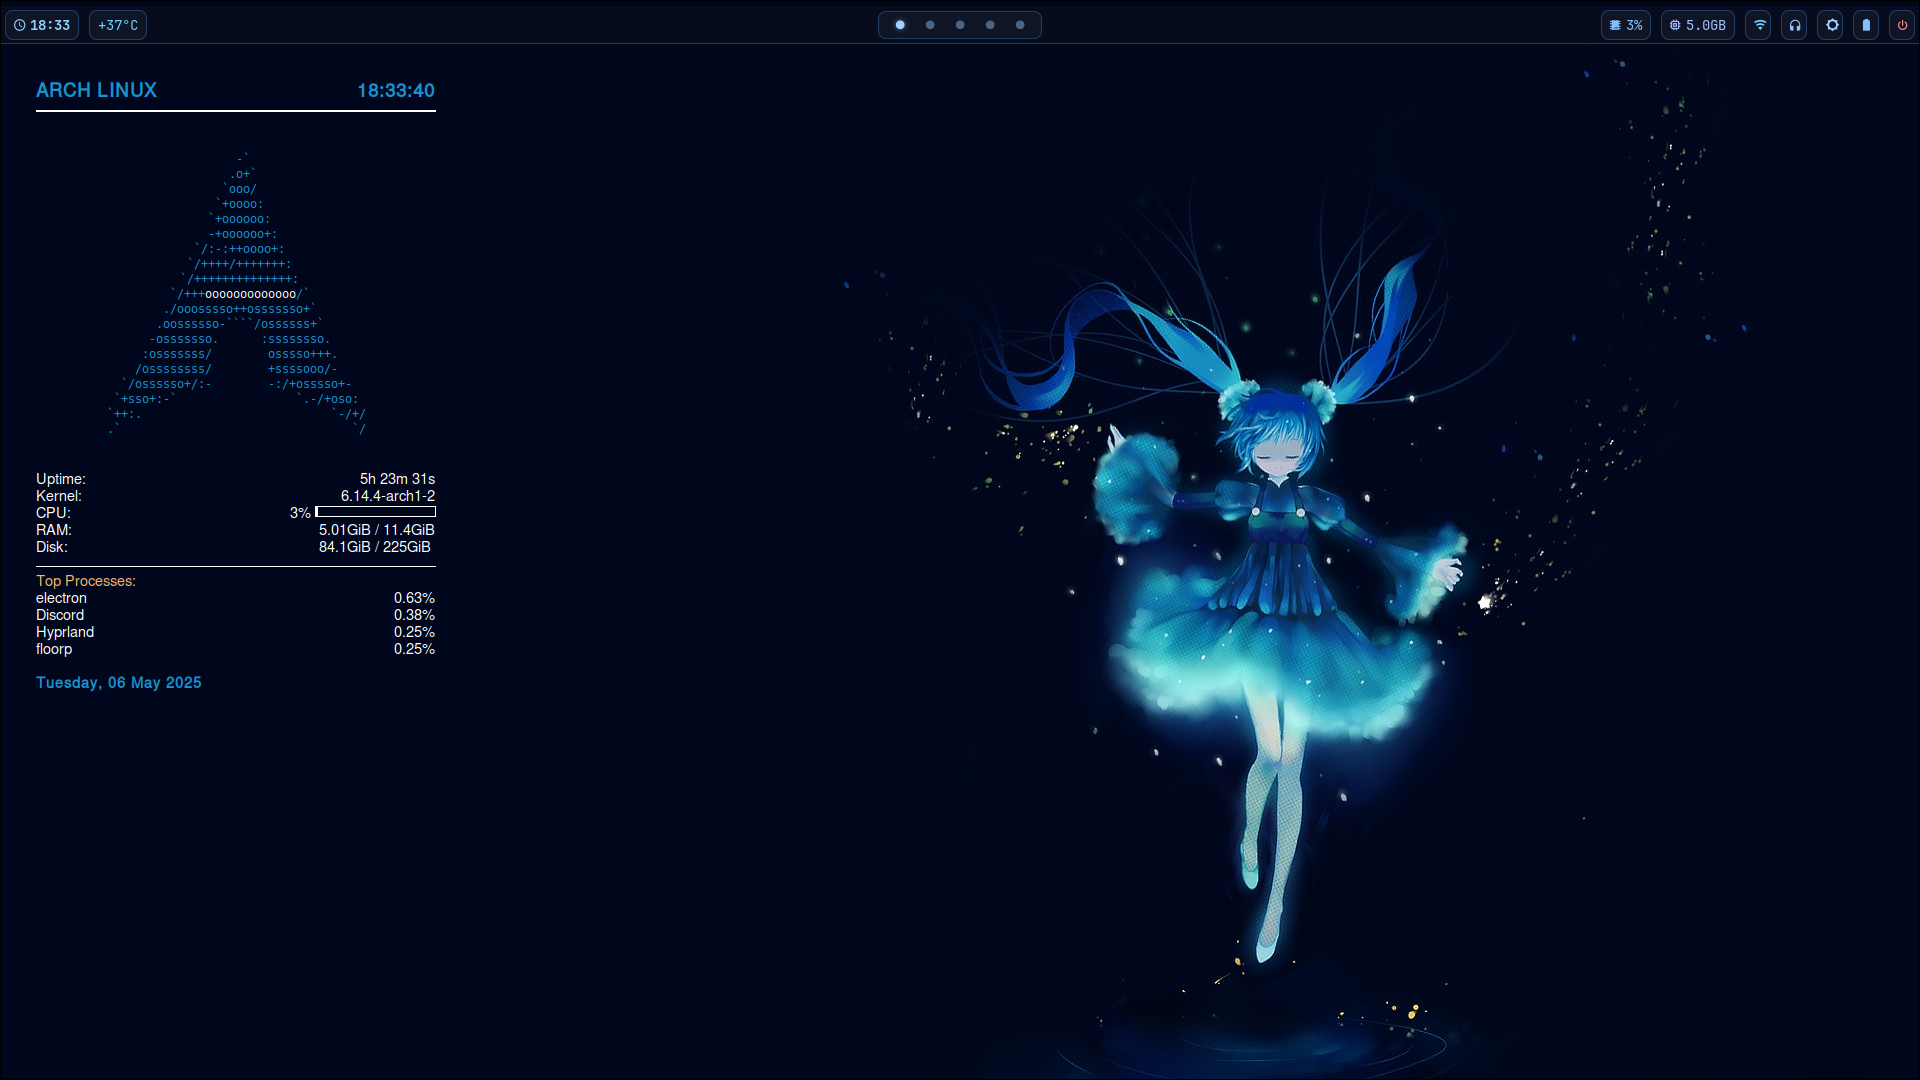 18:33 +37°C 3% 5.0GB
ARCH LINUX 18:33:40
-`
.o+`
`ooo/
`+oooo:
`+oooooo:
-+oooooo+:
`/:-:++oooo+:
`/++++/+++++++:
`/++++++++++++++:
`/+++ooooooooooooo/`
./ooosssso++osssssso+`
.oossssso-````/ossssss+`
-osssssso. :ssssssso.
:osssssss/ osssso+++.
/ossssssss/ +ssssooo/-
`/ossssso+/:- -:/+osssso+-
`+sso+:-` `.-/+oso:
`++:. `-/+/
.` `/
Uptime: 5h 23m 31s
Kernel: 6.14.4-arch1-2
CPU: 3%
RAM: 5.01GiB / 11.4GiB
Disk: 84.1GiB / 225GiB
Top Processes:
electron 0.63%
Discord 0.38%
Hyprland 0.25%
floorp 0.25%
Tuesday, 06 May 2025